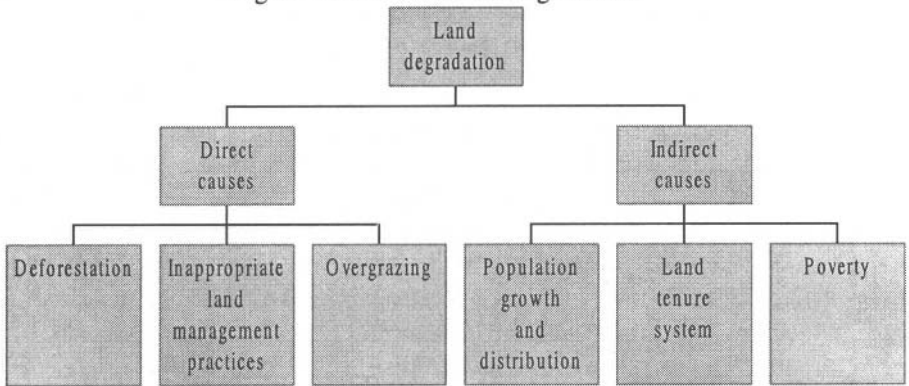 Land
degradation
Direct
causes
Indirect
causes
Deforestation
Inappropriate
land
management
practices
Overgrazing
Population
growth
and
distribution
Land
tenure
system
Poverty